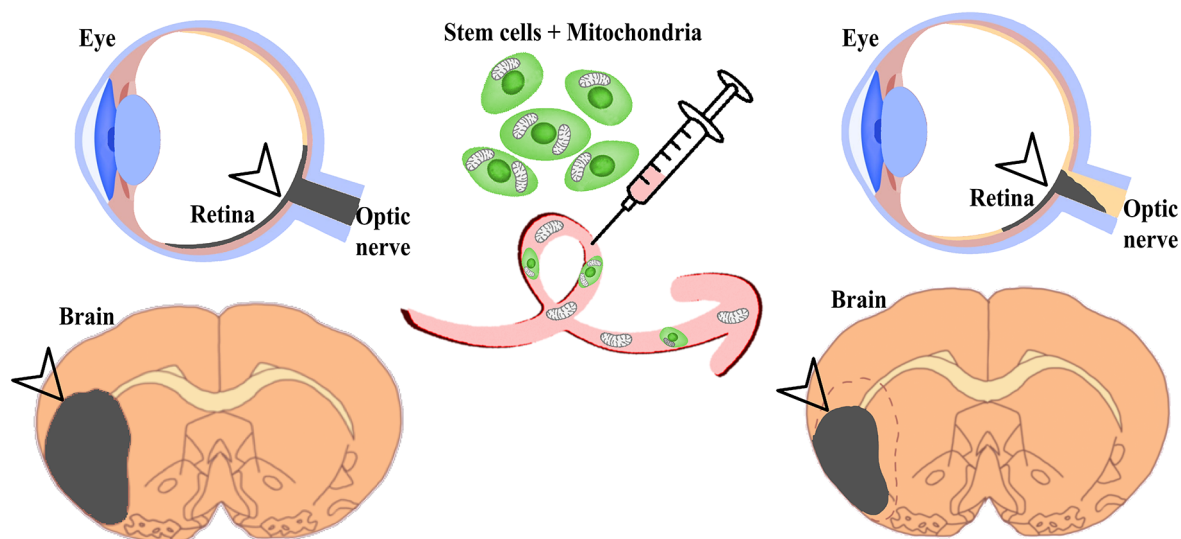 Eye
Retina
Optic
nerve
Brain
Stem cells + Mitochondria
Eye
Retina
Optic
nerve
Brain